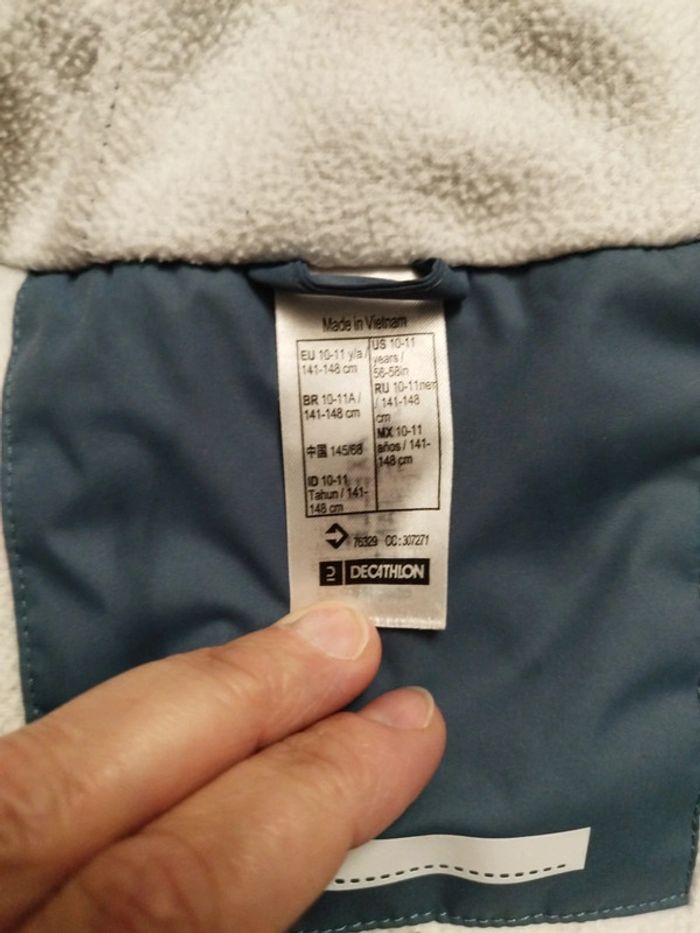 Made in Vietnam
EU 10-11 y/a /
141-148 cm
BR 10-11A /
141-148 cm
中国 145/68
ID 10-11
Tahun / 141-
148 cm
US 10-11
years /
56-58in
RU 10-11лет
/ 141-148
cm
MX 10-11
años / 141-
148 cm
76329 CC:307271
DECATHLON